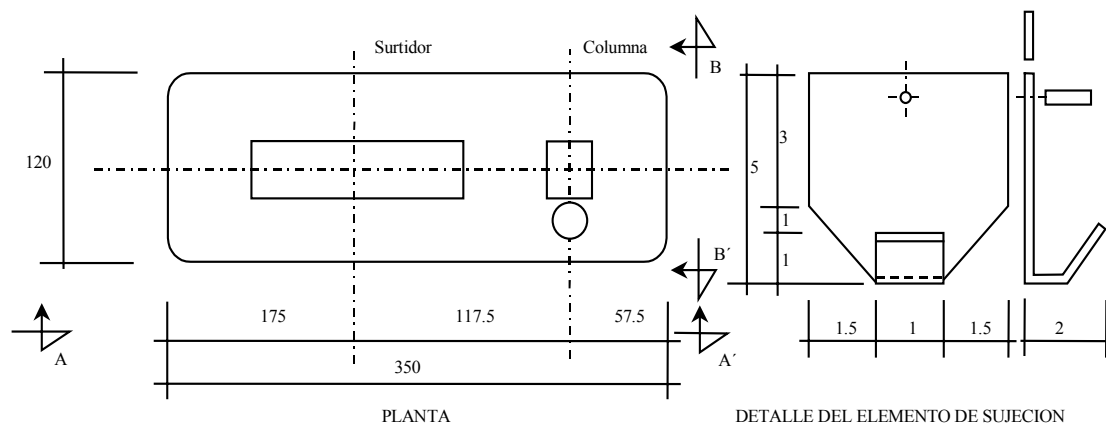 Surtidor
Columna
B
120
3
5
1
1
B´
A
175
117.5
57.5
A´
1.5
1
1.5
2
350
PLANTA
DETALLE DEL ELEMENTO DE SUJECION